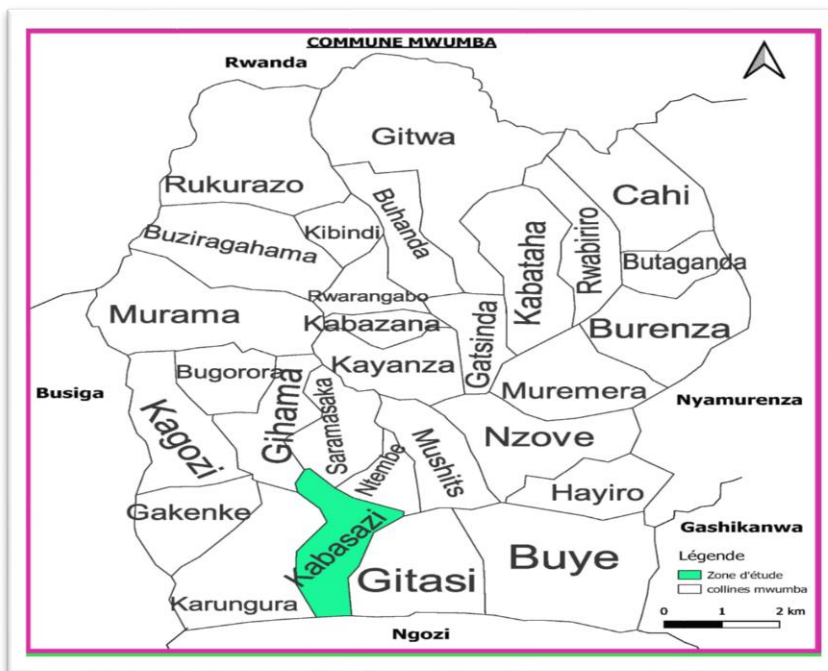 COMMUNE MWUMBA
Rwanda
Gitwa
Rukurazo
Cahi
Buhanda
Kibindi
Buziragahama
Kabataha
Rwabiriro
Butaganda
Rwarangabo
Murama
Kabazana
Gatsinda
Burenza
Kayanza
Bugorora
Muremera
Busiga
Nyamurenza
Kagozi
Gihama
Saramasaka
Mushits
Nzove
Ntembe
Hayiro
Gakenke
Gashikanwa
Kabasazi
Buye
Gitasi
Karungura
Légende
Zone d'étude
collines mwumba
0 1 2 km
Ngozi